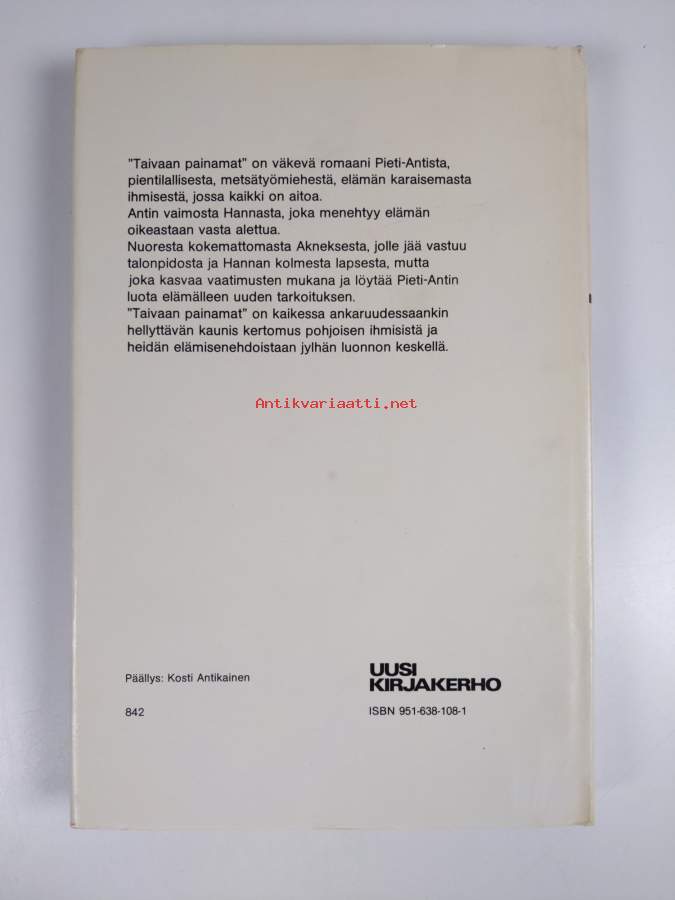 "Taivaan painamat" on väkevä romaani Pieti-Antista,
pientilallisesta, metsätyömiehestä, elämän karaisemasta
ihmisestä, jossa kaikki on aitoa.
Antin vaimosta Hannasta, joka menehtyy elämän
oikeastaan vasta alettua.
Nuoresta kokemattomasta Akneksesta, jolle jää vastuu
talonpidosta ja Hannan kolmesta lapsesta, mutta
joka kasvaa vaatimusten mukana ja löytää Pieti-Antin
luota elämälleen uuden tarkoituksen.
"Taivaan painamat" on kaikessa ankaruudessaankin
hellyttävän kaunis kertomus pohjoisen ihmisistä ja
heidän elämisenehdoistaan jylhän luonnon keskellä.
Antikvariaatti.net
Päällys: Kosti Antikainen
842
UUSI
KIRJAKERHO
ISBN 951-638-108-1